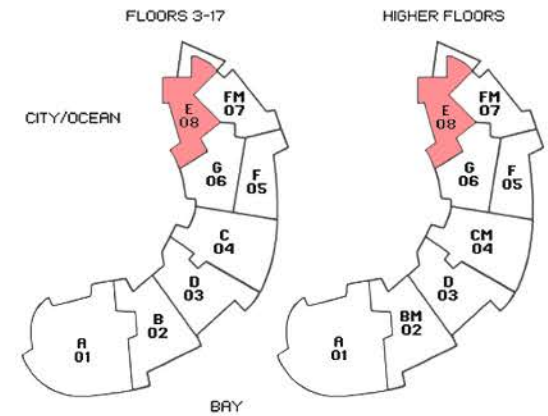 FLOORS 3-17
HIGHER FLOORS
CITY/OCEAN
E
08
FM
07
G
06
F
05
C
04
D
03
B
02
A
01
E
08
FM
07
G
06
F
05
CM
04
D
03
BM
02
A
01
BAY